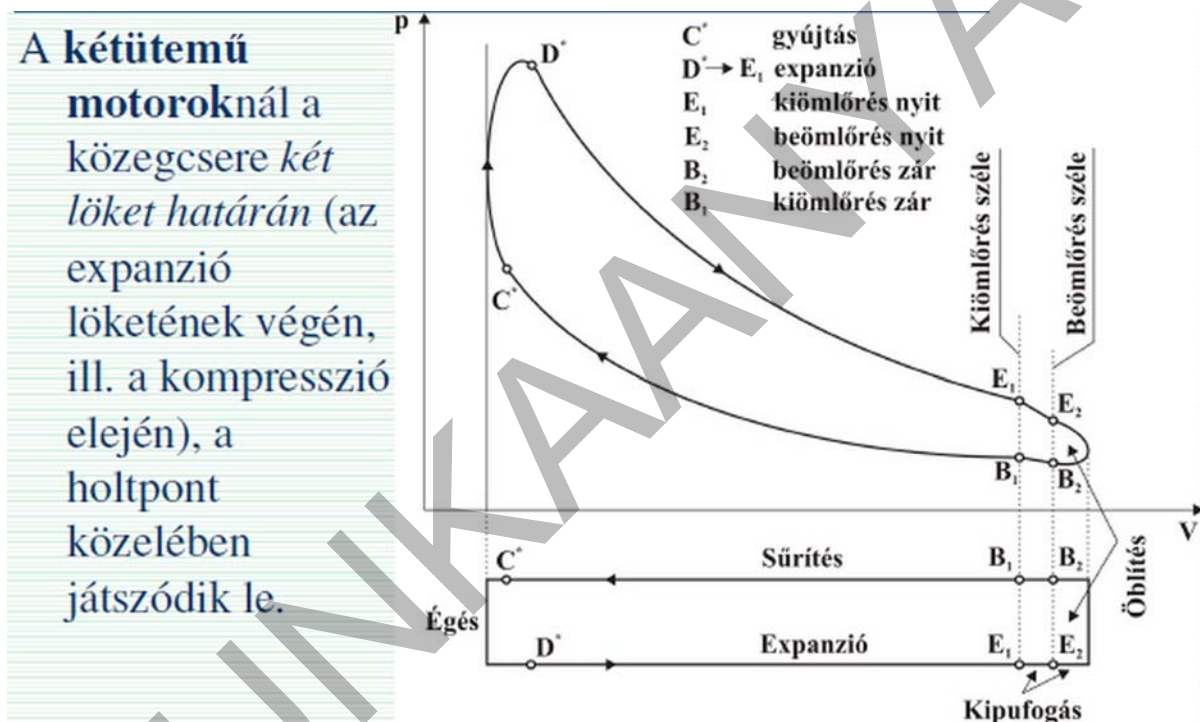 A kétütemű
motoroknál a
közegcsere két
löket határán (az
expanzió
löketének végén,
ill. a kompresszió
elején), a
holtpont
közelében
játszódik le.
p
D*
C* gyújtás
D* → E₁ expanzió
E₁ kiömlőrés nyit
E₂ beömlőrés nyit
B₂ beömlőrés zár
B₁ kiömlőrés zár
Kiömlőrés széle
Beömlőrés széle
C*
E₁
E₂
B₁
B₂
V
C*
Sűrítés
B₁
B₂
Öblítés
Égés
D*
Expanzió
E₁
E₂
Kipufogás
UNKAANYA